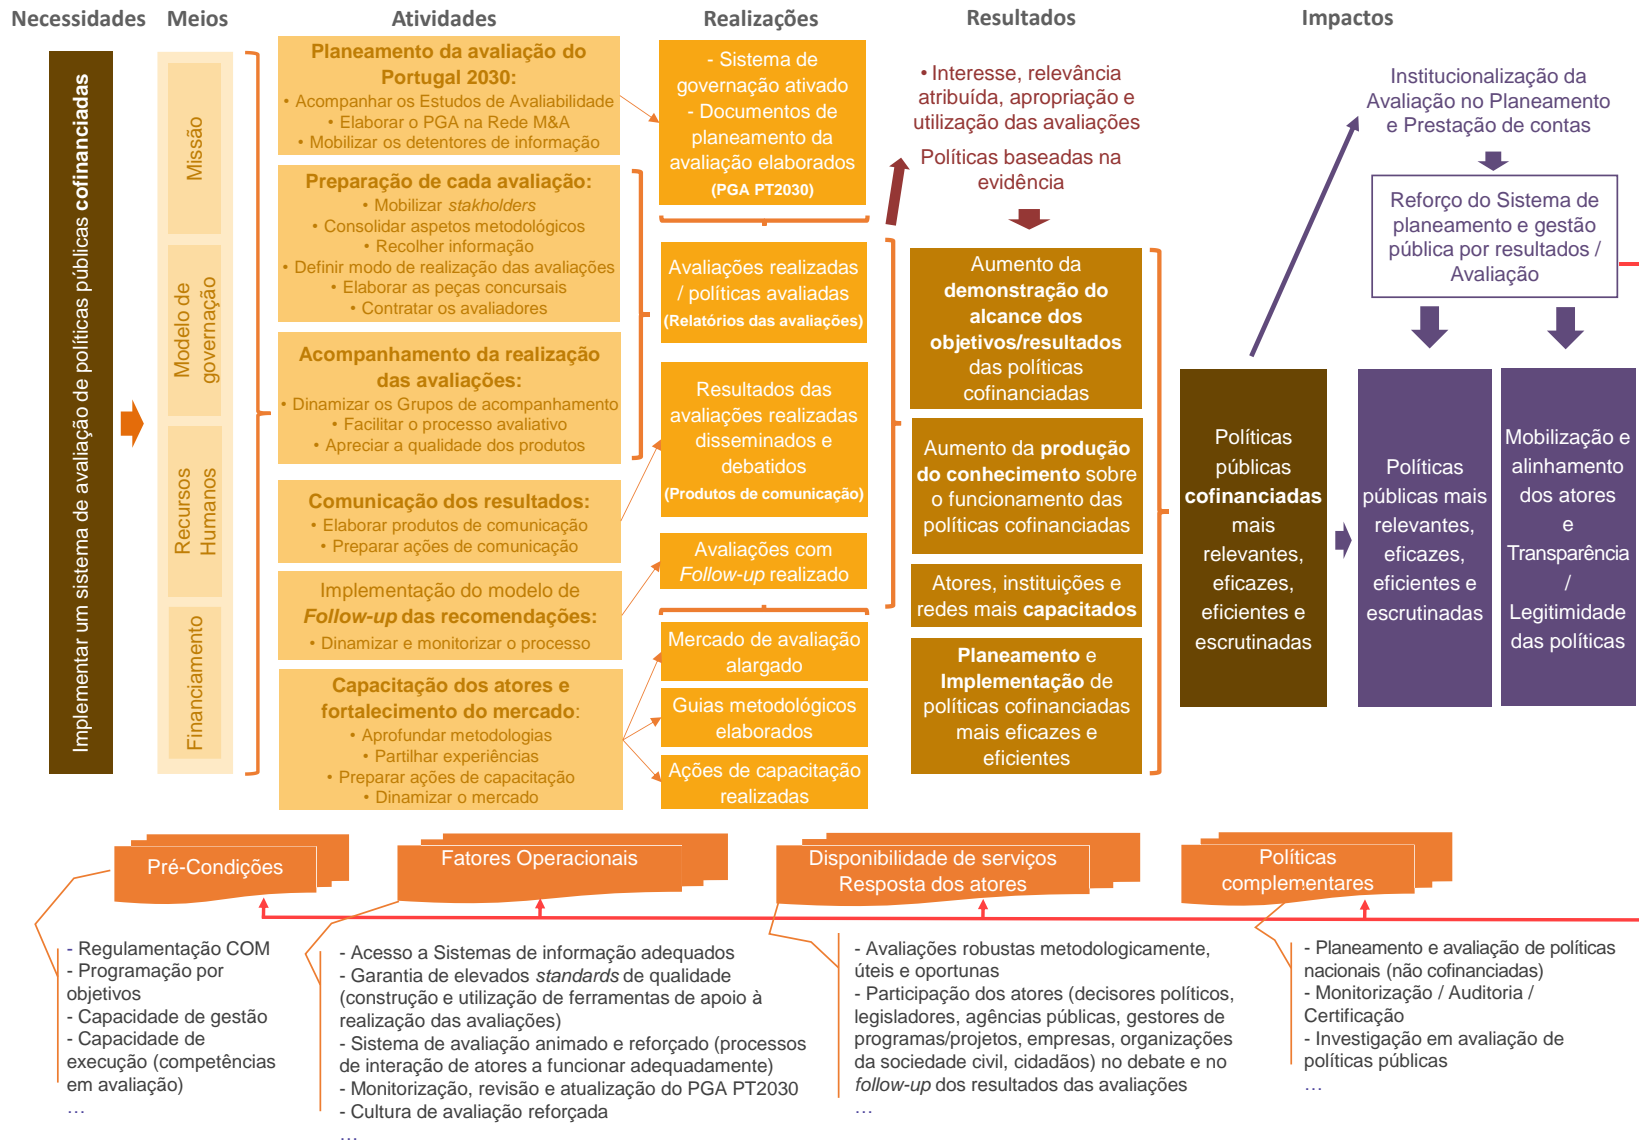 Necessidades
Meios
Atividades
Realizações
Resultados
Impactos
Implementar um sistema de avaliação de políticas públicas cofinanciadas
Missão
Modelo de
governação
Recursos
Humanos
Financiamento
Planeamento da avaliação do
Portugal 2030:
• Acompanhar os Estudos de Avaliabilidade
• Elaborar o PGA na Rede M&A
• Mobilizar os detentores de informação
Preparação de cada avaliação:
• Mobilizar stakholders
• Consolidar aspetos metodológicos
• Recolher informação
• Definir modo de realização das avaliações
• Elaborar as peças concursais
• Contratar os avaliadores
Acompanhamento da realização
das avaliações:
• Dinamizar os Grupos de acompanhamento
• Facilitar o processo avaliativo
• Apreciar a qualidade dos produtos
Comunicação dos resultados:
• Elaborar produtos de comunicação
• Preparar ações de comunicação
Implementação do modelo de
Follow-up das recomendações:
• Dinamizar e monitorizar o processo
Capacitação dos atores e
fortalecimento do mercado:
• Aprofundar metodologias
• Partilhar experiências
• Preparar ações de capacitação
• Dinamizar o mercado
- Sistema de
governação ativado
- Documentos de
planeamento da
avaliação elaborados
(PGA PT2030)
Avaliações realizadas
/ políticas avaliadas
(Relatórios das avaliações)
Resultados das
avaliações realizadas
disseminados e
debatidos
(Produtos de comunicação)
Avaliações com
Follow-up realizado
Mercado de avaliação
alargado
Guias metodológicos
elaborados
Ações de capacitação
realizadas
• Interesse, relevância
atribuída, apropriação e
utilização das avaliações
Políticas baseadas na
evidência
Aumento da
demonstração do
alcance dos
objetivos/resultados
das políticas
cofinanciadas
Aumento da produção
do conhecimento sobre
o funcionamento das
políticas cofinanciadas
Atores, instituições e
redes mais capacitados
Planeamento e
Implementação de
políticas cofinanciadas
mais eficazes e
eficientes
Institucionalização da
Avaliação no Planeamento
e Prestação de contas
Reforço do Sistema de
planeamento e gestão
pública por resultados /
Avaliação
Políticas
públicas
cofinanciadas
mais
relevantes,
eficazes,
eficientes e
escrutinadas
Políticas
públicas mais
relevantes,
eficazes,
eficientes e
escrutinadas
Mobilização e
alinhamento
dos atores
e
Transparência
/
Legitimidade
das políticas
Pré-Condições
- Regulamentação COM
- Programação por
objetivos
- Capacidade de gestão
- Capacidade de
execução (competências
em avaliação)
…
Fatores Operacionais
- Acesso a Sistemas de informação adequados
- Garantia de elevados standards de qualidade
(construção e utilização de ferramentas de apoio à
realização das avaliações)
- Sistema de avaliação animado e reforçado (processos
de interação de atores a funcionar adequadamente)
- Monitorização, revisão e atualização do PGA PT2030
- Cultura de avaliação reforçada
…
Disponibilidade de serviços
Resposta dos atores
- Avaliações robustas metodologicamente,
úteis e oportunas
- Participação dos atores (decisores políticos,
legisladores, agências públicas, gestores de
programas/projetos, empresas, organizações
da sociedade civil, cidadãos) no debate e no
follow-up dos resultados das avaliações
…
Políticas
complementares
- Planeamento e avaliação de políticas
nacionais (não cofinanciadas)
- Monitorização / Auditoria /
Certificação
- Investigação em avaliação de
políticas públicas
…